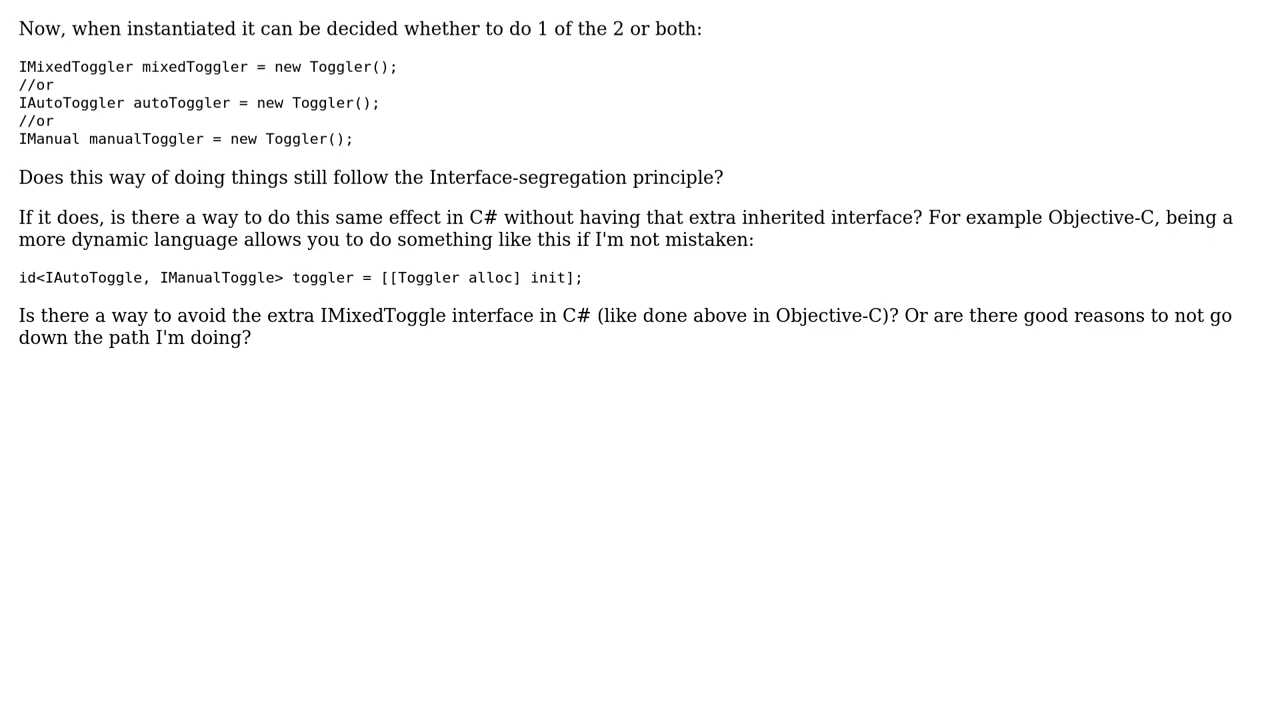 Now, when instantiated it can be decided whether to do 1 of the 2 or both:
IMixedToggler mixedToggler = new Toggler();
//or
IAutoToggler autoToggler = new Toggler();
//or
IManual manualToggler = new Toggler();
Does this way of doing things still follow the Interface-segregation principle?
If it does, is there a way to do this same effect in C# without having that extra inherited interface? For example Objective-C, being a
more dynamic language allows you to do something like this if I'm not mistaken:
id<IAutoToggle, IManualToggle> toggler = [[Toggler alloc] init];
Is there a way to avoid the extra IMixedToggle interface in C# (like done above in Objective-C)? Or are there good reasons to not go
down the path I'm doing?